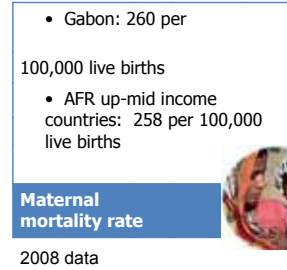 • Gabon: 260 per
100,000 live births
• AFR up-mid income
countries:  258 per 100,000
live births
Maternal
mortality rate
2008 data